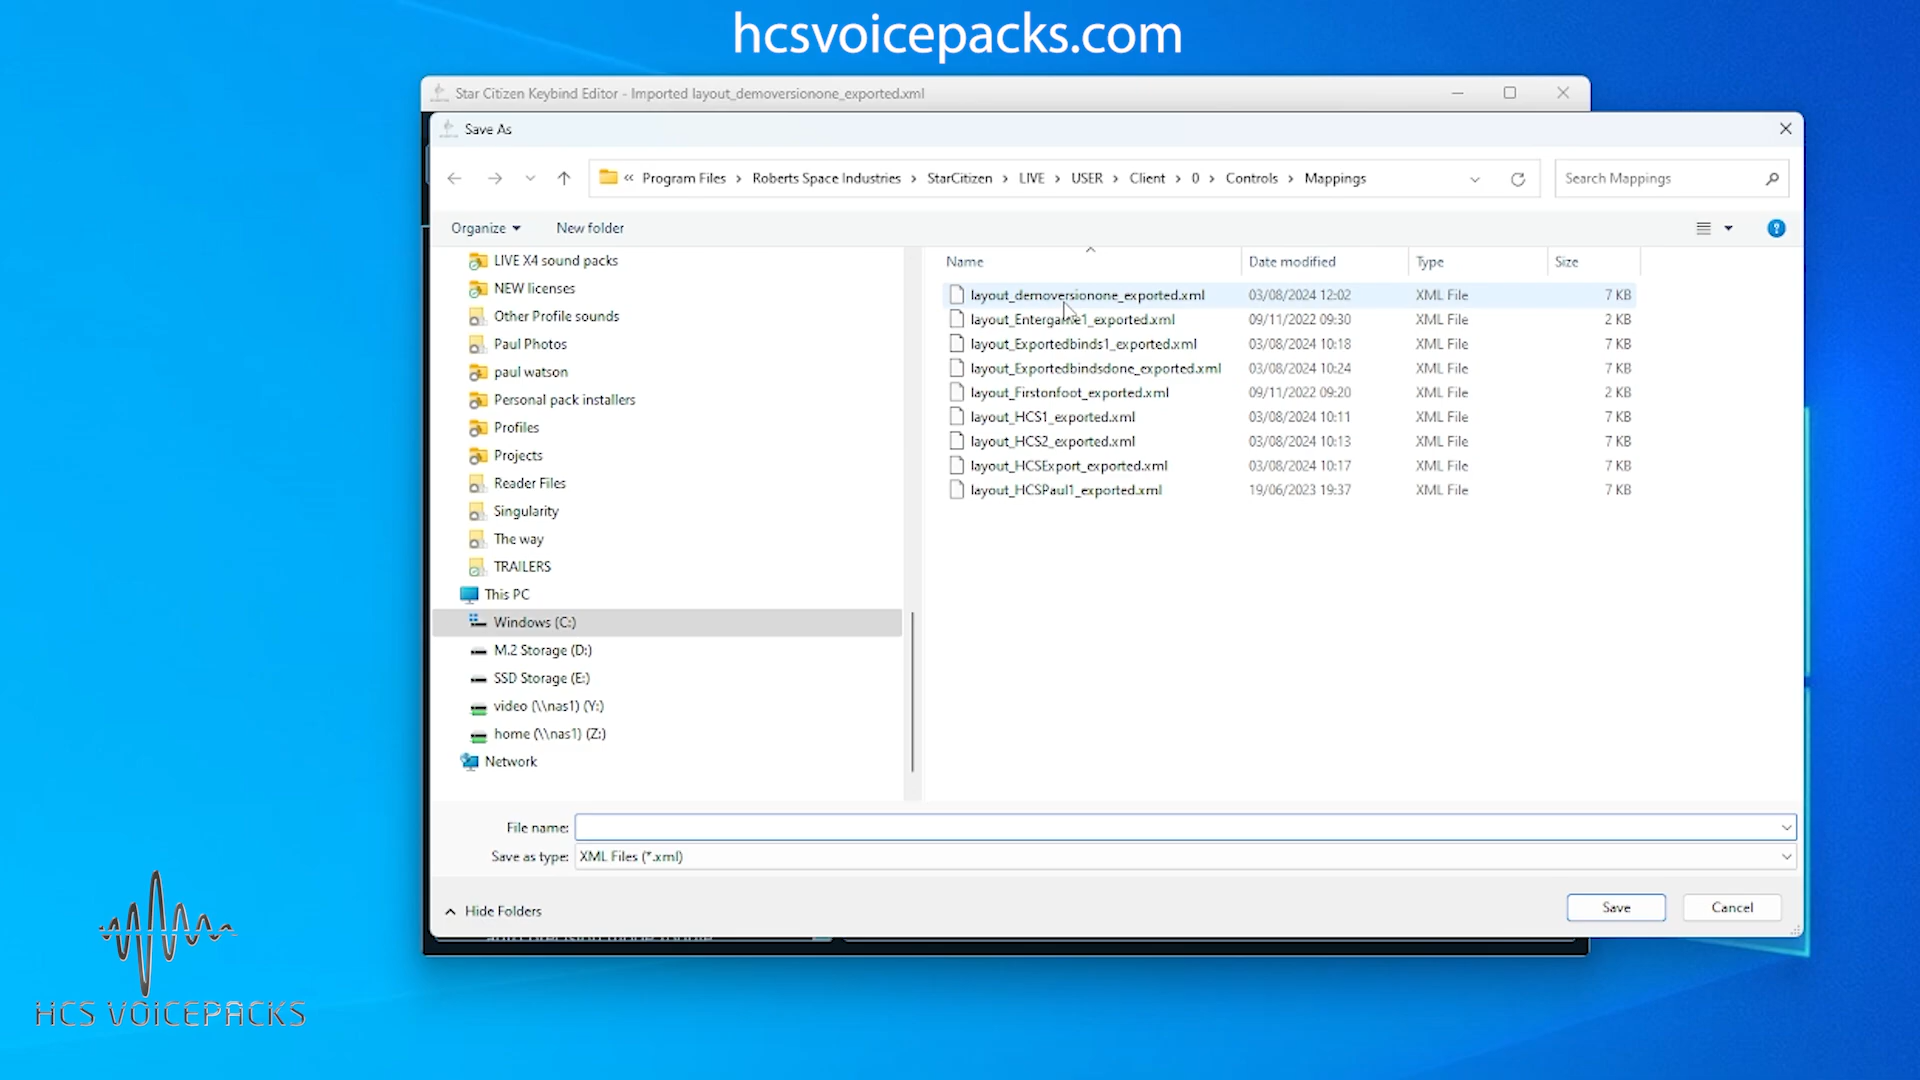 hcsvoicepacks.com
Star Citizen Keybind Editor - Imported layout_demoversionone_exported.xml
Save As
« Program Files > Roberts Space Industries > StarCitizen > LIVE > USER > Client > 0 > Controls > Mappings
Search Mappings
Organize
New folder
LIVE X4 sound packs
NEW licenses
Other Profile sounds
Paul Photos
paul watson
Personal pack installers
Profiles
Projects
Reader Files
Singularity
The way
TRAILERS
This PC
Windows (C:)
M.2 Storage (D:)
SSD Storage (E:)
video (\\nas1) (Y:)
home (\\nas1) (Z:)
Network
Name Date modified Type Size
layout_demoversionone_exported.xml 03/08/2024 12:02 XML File 7 KB
layout_Entergame1_exported.xml 09/11/2022 09:30 XML File 2 KB
layout_Exportedbinds1_exported.xml 03/08/2024 10:18 XML File 7 KB
layout_Exportedbindsdone_exported.xml 03/08/2024 10:24 XML File 7 KB
layout_Firstonfoot_exported.xml 09/11/2022 09:20 XML File 2 KB
layout_HCS1_exported.xml 03/08/2024 10:11 XML File 7 KB
layout_HCS2_exported.xml 03/08/2024 10:13 XML File 7 KB
layout_HCSExport_exported.xml 03/08/2024 10:17 XML File 7 KB
layout_HCSPaul1_exported.xml 19/06/2023 19:37 XML File 7 KB
File name:
Save as type: XML Files (*.xml)
Hide Folders
Save
Cancel
HCS VOICEPACKS